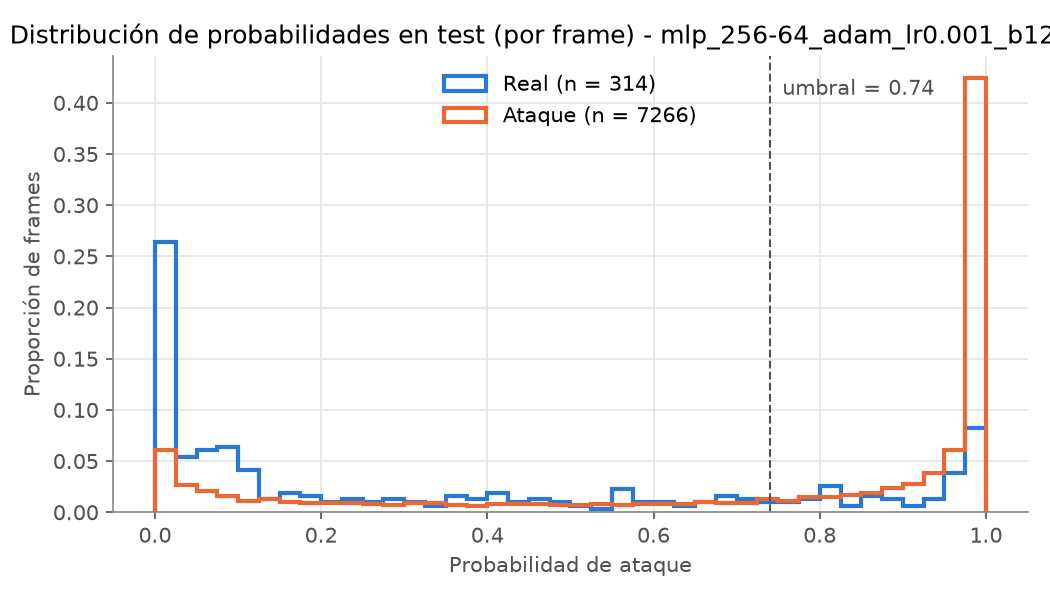 Distribución de probabilidades en test (por frame) - mlp_256-64_adam_lr0.001_b12
Real (n = 314)
Ataque (n = 7266)
umbral = 0.74
Proporción de frames
0.40
0.35
0.30
0.25
0.20
0.15
0.10
0.05
0.00
0.0 0.2 0.4 0.6 0.8 1.0
Probabilidad de ataque